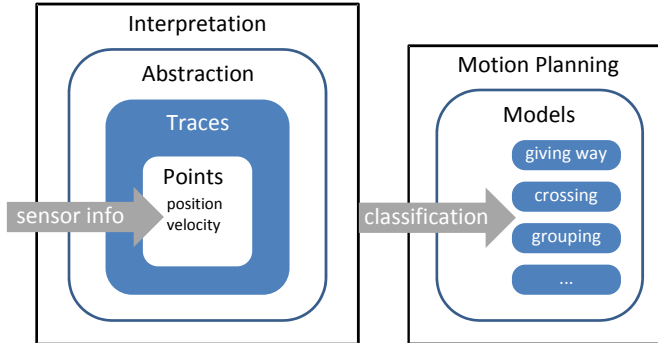 Interpretation
Abstraction
Traces
Points
position
velocity
sensor info
classification
Motion Planning
Models
giving way
crossing
grouping
...